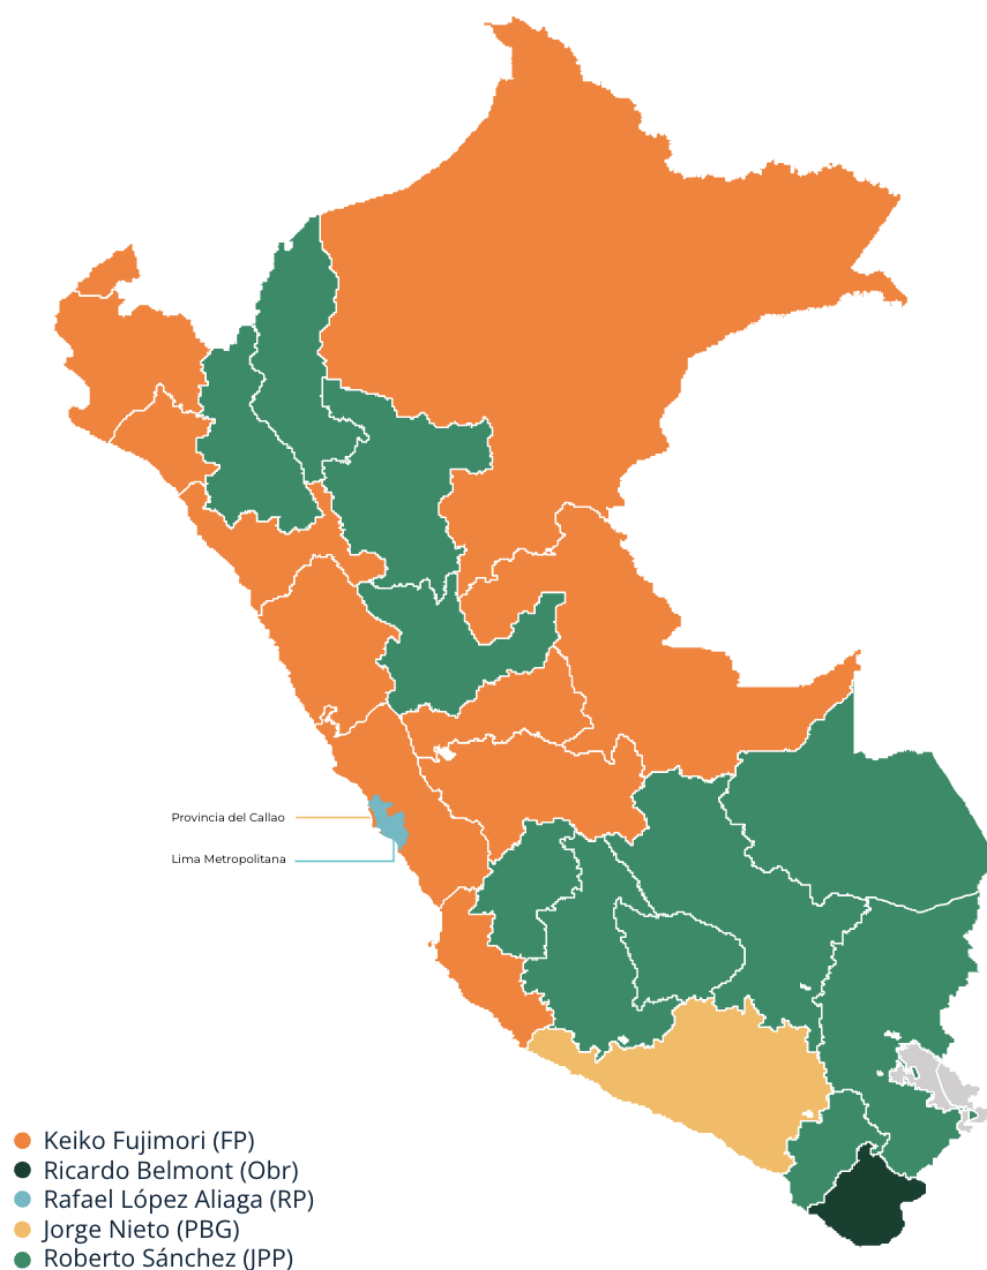 Provincia del Callao
Lima Metropolitana
Keiko Fujimori (FP)
Ricardo Belmont (Obr)
Rafael López Aliaga (RP)
Jorge Nieto (PBG)
Roberto Sánchez (JPP)